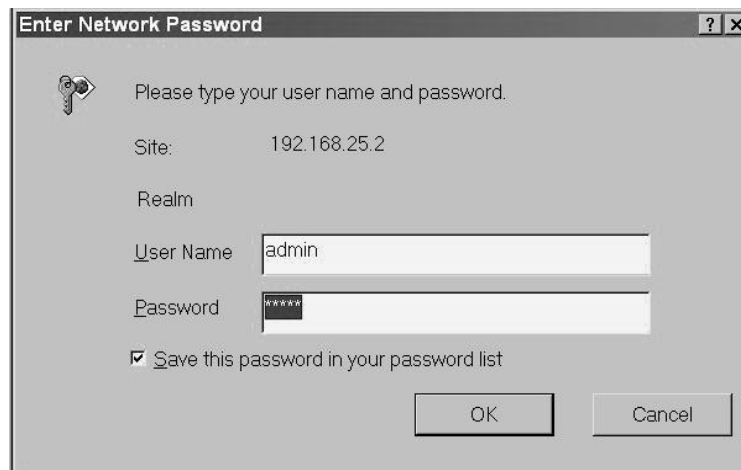 Enter Network Password
Please type your user name and password.
Site: 192.168.25.2
Realm
User Name admin
Password *****
Save this password in your password list
OK Cancel